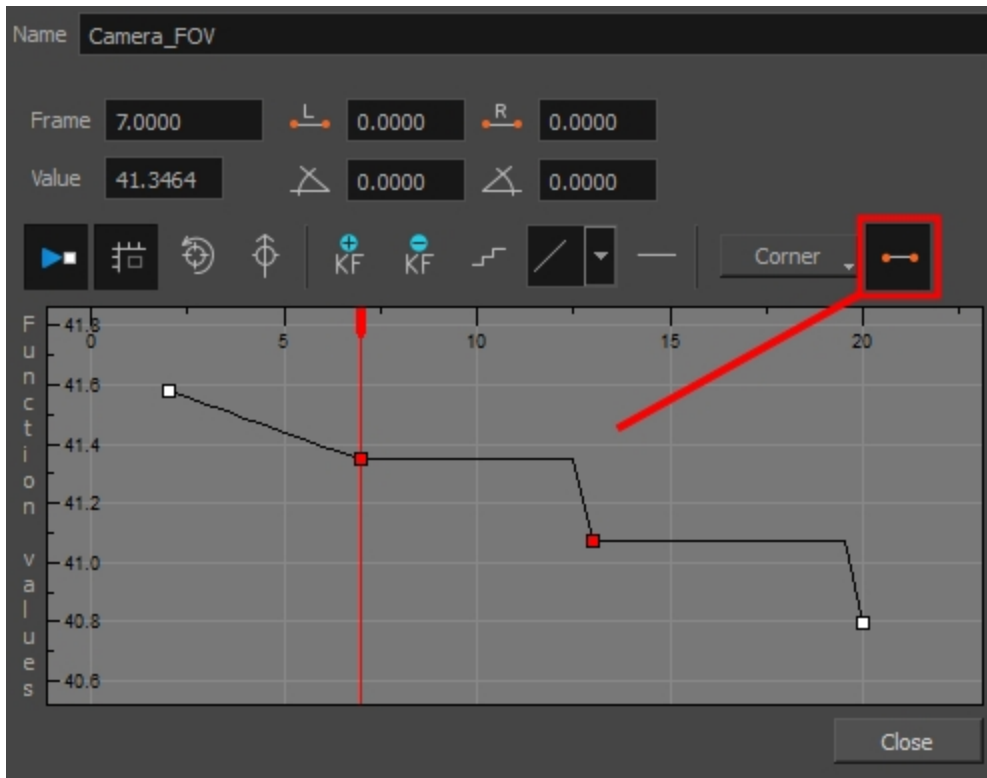 Name Camera_FOV
Frame 7.0000 L 0.0000 R 0.0000
Value 41.3464 0.0000 0.0000
KF KF Corner
Function values
41.8
0 5 10 15 20
41.6
41.4
41.2
41.0
40.8
40.6
Close